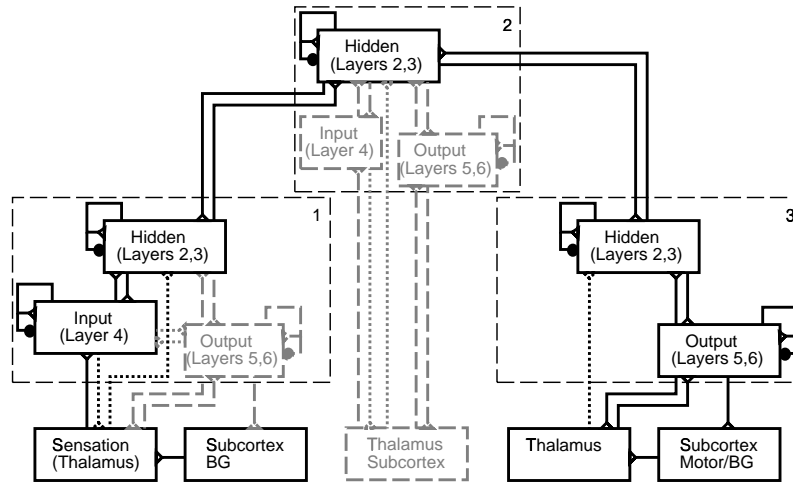 2
Hidden
(Layers 2,3)
Input
(Layer 4)
Output
(Layers 5,6)
1
Hidden
(Layers 2,3)
Input
(Layer 4)
Output
(Layers 5,6)
3
Hidden
(Layers 2,3)
Output
(Layers 5,6)
Sensation
(Thalamus)
Subcortex
BG
Thalamus
Subcortex
Thalamus
Subcortex
Motor/BG